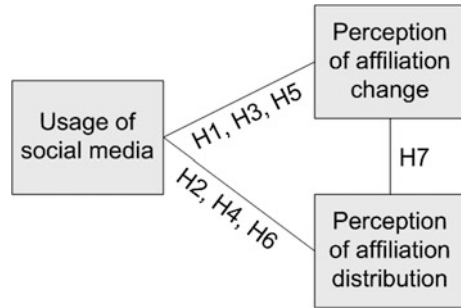 Usage of
social media
H1, H3, H5
H2, H4, H6
Perception
of affiliation
change
H7
Perception
of affiliation
distribution